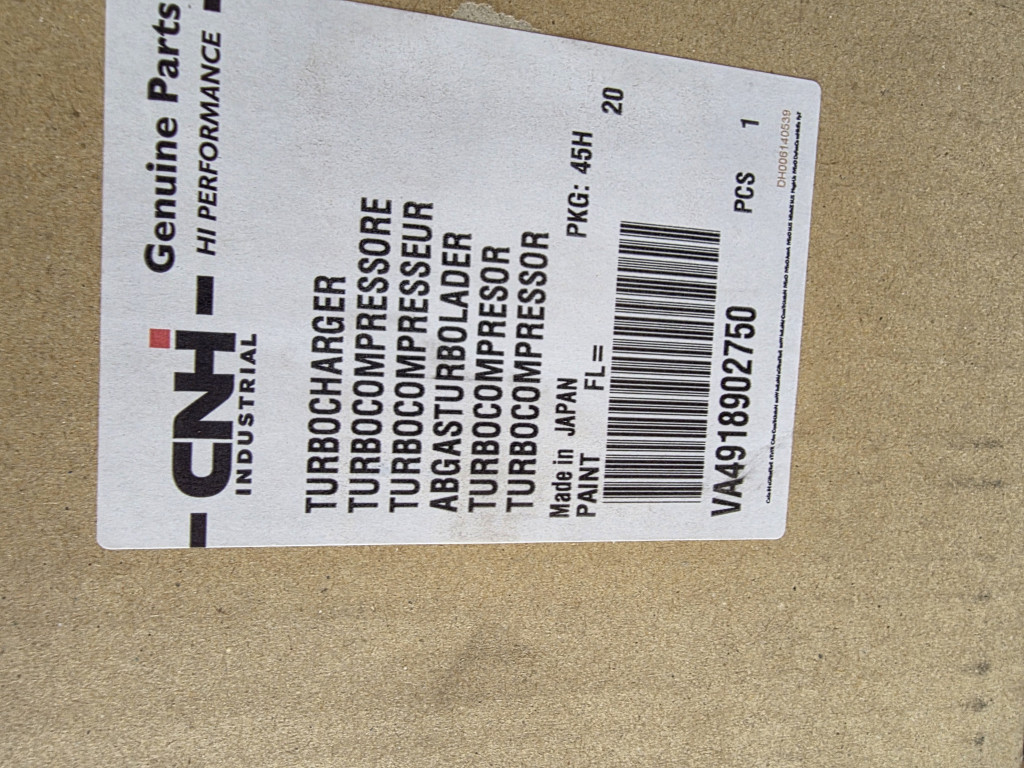 CNH
INDUSTRIAL
Genuine Parts
HI PERFORMANCE
TURBOCHARGER
TURBOCOMPRESSORE
TURBOCOMPRESSEUR
ABGASTURBOLADER
TURBOCOMPRESOR
TURBOCOMPRESSOR
Made in JAPAN PKG: 45H
PAINT FL= 20
VA4918902750 PCS 1
DH006140639